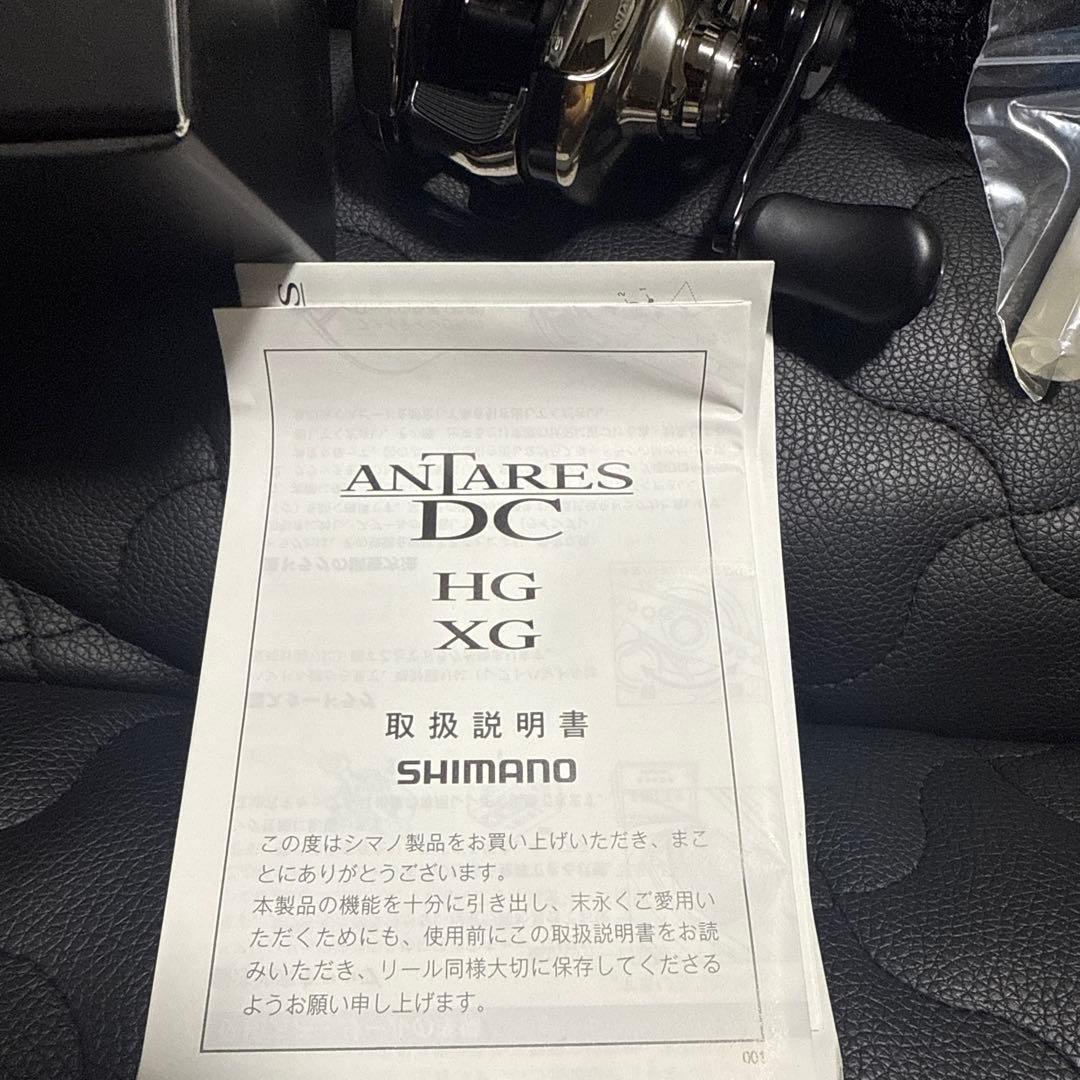 ANTA
S
2
1
ANTARES
DC
HG
XG
取扱説明書
SHIMANO
この度はシマノ製品をお買い上げいただき、まこ
とにありがとうございます。
本製品の機能を十分に引き出し、末永くご愛用い
ただくためにも、使用前にこの取扱説明書をお読
みいただき、リール同様大切に保存してくださる
ようお願い申し上げます。
001